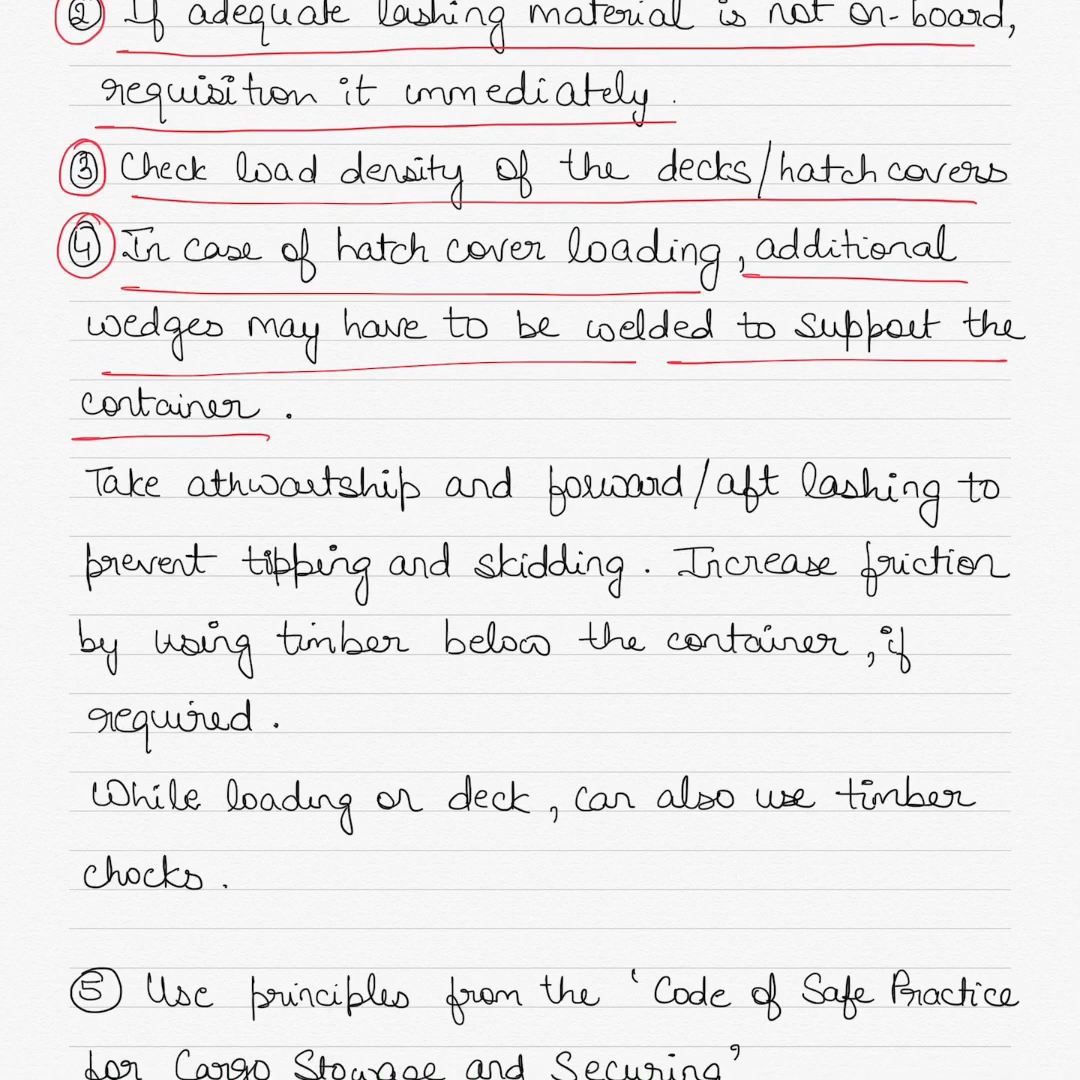 ② If adequate lashing material is not on-board,
requisition it immediately.
③ Check load density of the decks/hatch covers
④ In case of hatch cover loading, additional
wedges may have to be welded to support the
container.
Take athwartship and forward/aft lashing to
prevent tipping and skidding. Increase friction
by using timber below the container, if
required.
While loading on deck, can also use timber
chocks.
⑤ Use principles from the 'Code of Safe Practice
for Cargo Stowage and Securing'